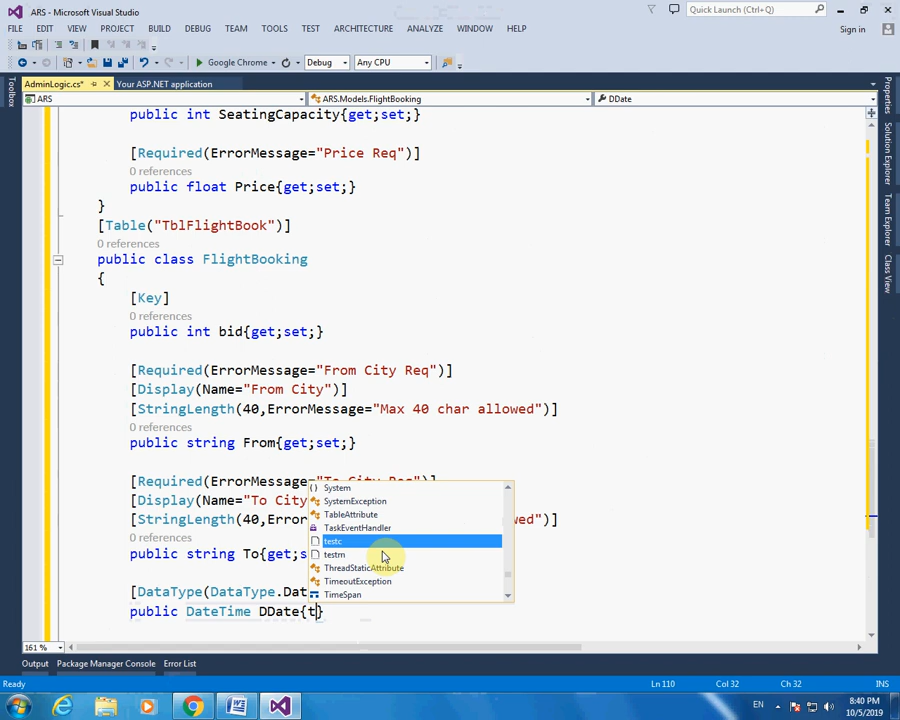 ARS - Microsoft Visual Studio
Quick Launch (Ctrl+Q)
FILE EDIT VIEW PROJECT BUILD DEBUG TEAM TOOLS TEST ARCHITECTURE ANALYZE WINDOW HELP
Sign in
Google Chrome Debug Any CPU
AdminLogic.cs* Your ASP.NET application
ARS ARS.Models.FlightBooking DDate
Toolbox
Properties
Solution Explorer
Team Explorer
Class View
public int SeatingCapacity{get;set;}
[Required(ErrorMessage="Price Req")]
0 references
public float Price{get;set;}
}
[Table("TblFlightBook")]
0 references
public class FlightBooking
{
[Key]
0 references
public int bid{get;set;}
[Required(ErrorMessage="From City Req")]
[Display(Name="From City")]
[StringLength(40,ErrorMessage="Max 40 char allowed")]
0 references
public string From{get;set;}
[Required(ErrorMessage="To City Req")]
[Display(Name="To City
[StringLength(40,Error wed")]
0 references
public string To{get;s
[DataType(DataType.Dat
public DateTime DDate{t}
System
SystemException
TableAttribute
TaskEventHandler
testc
testm
ThreadStaticAttribute
TimeoutException
TimeSpan
161 %
Output Package Manager Console Error List
Ready Ln 110 Col 32 Ch 32 INS
EN 8:40 PM
10/5/2019